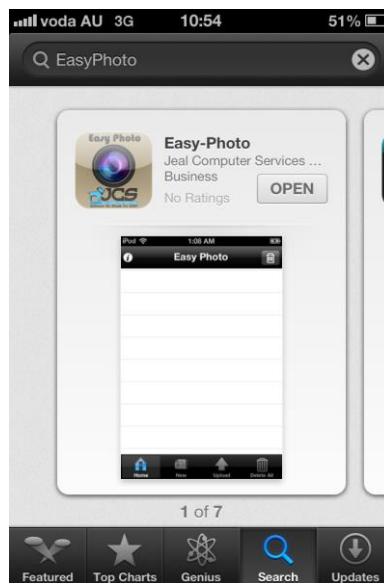 voda AU 3G 10:54 51%
EasyPhoto
Easy Photo
JCS
Easy-Photo
Jeal Computer Services ...
Business
No Ratings
OPEN
iPod 1:08 AM
Easy Photo
Home New Upload Delete All
1 of 7
Featured Top Charts Genius Search Updates